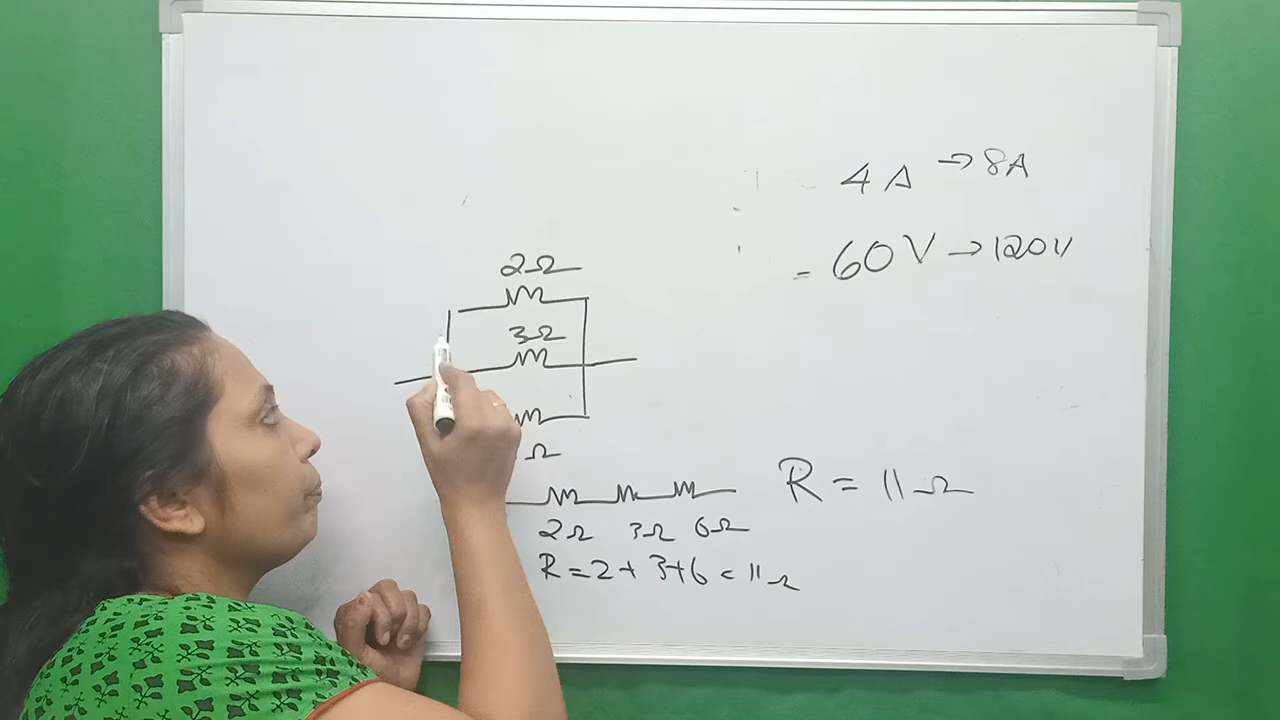 4A → 8A
= 60V → 120V
2Ω
3Ω
Ω
R = 11Ω
2Ω 3Ω 6Ω
R = 2 + 3 + 6 = 11Ω